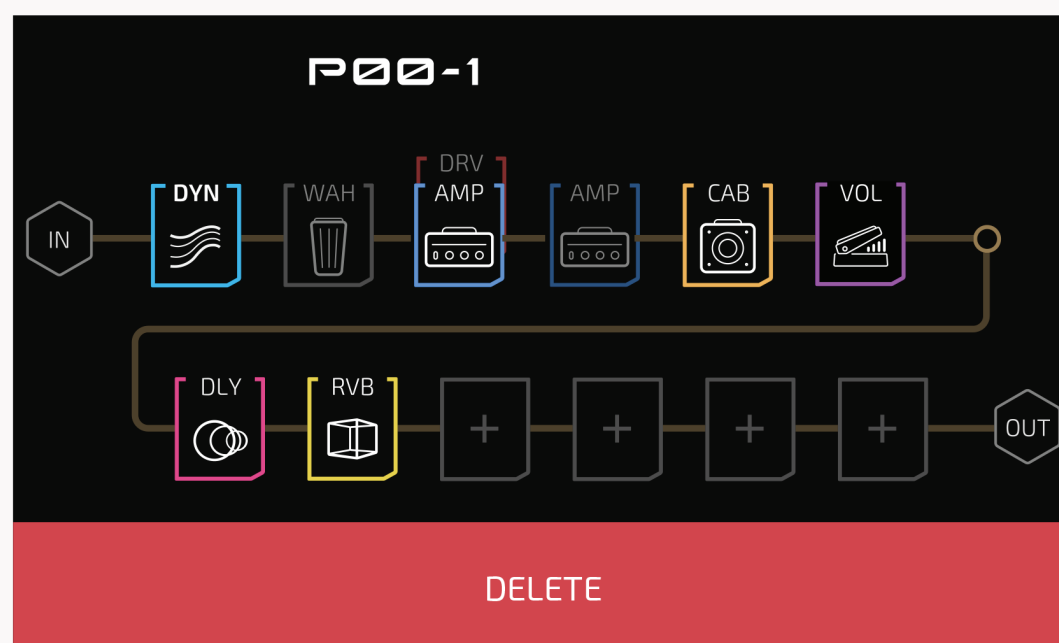 P00-1
DRV
DYN WAH AMP AMP CAB VOL
IN
DLY RVB
+ + + +
OUT
DELETE